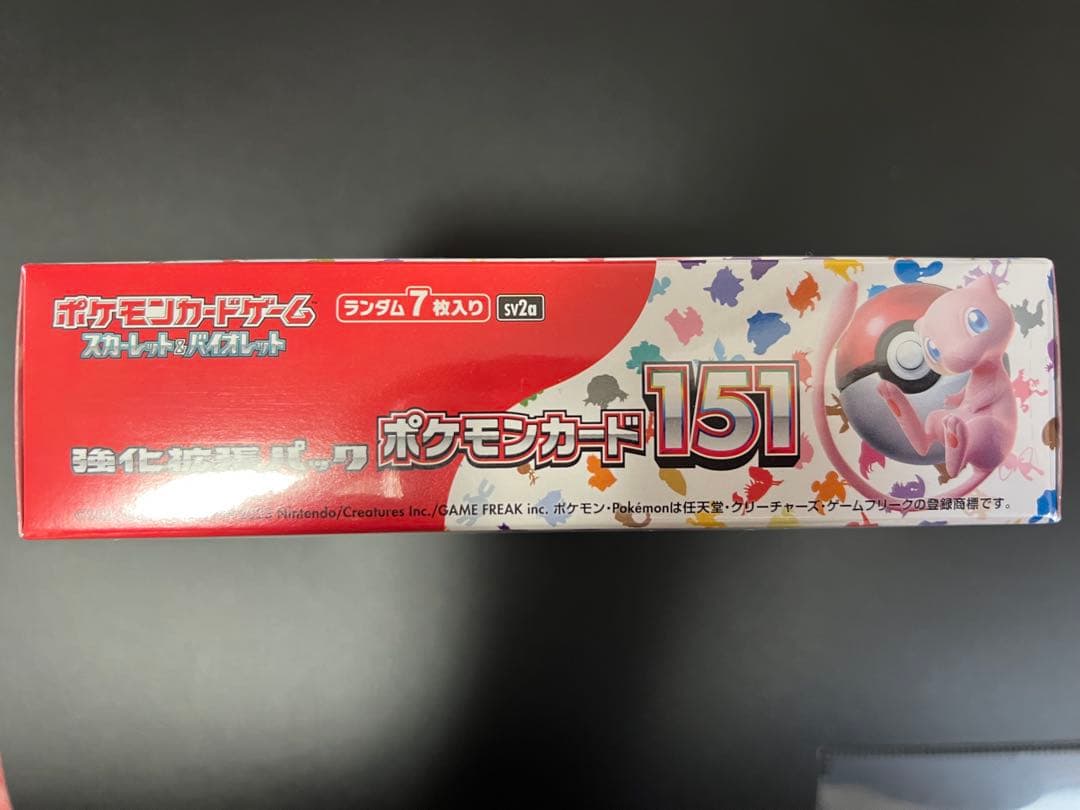 ポケモンカードゲーム™
スカーレット&バイオレット
ランダム7枚入り sv2a
強化拡張パック ポケモンカード151
Nintendo/Creatures Inc./GAME FREAK inc. ポケモン・Pokémonは任天堂・クリーチャーズ・ゲームフリークの登録商標です。